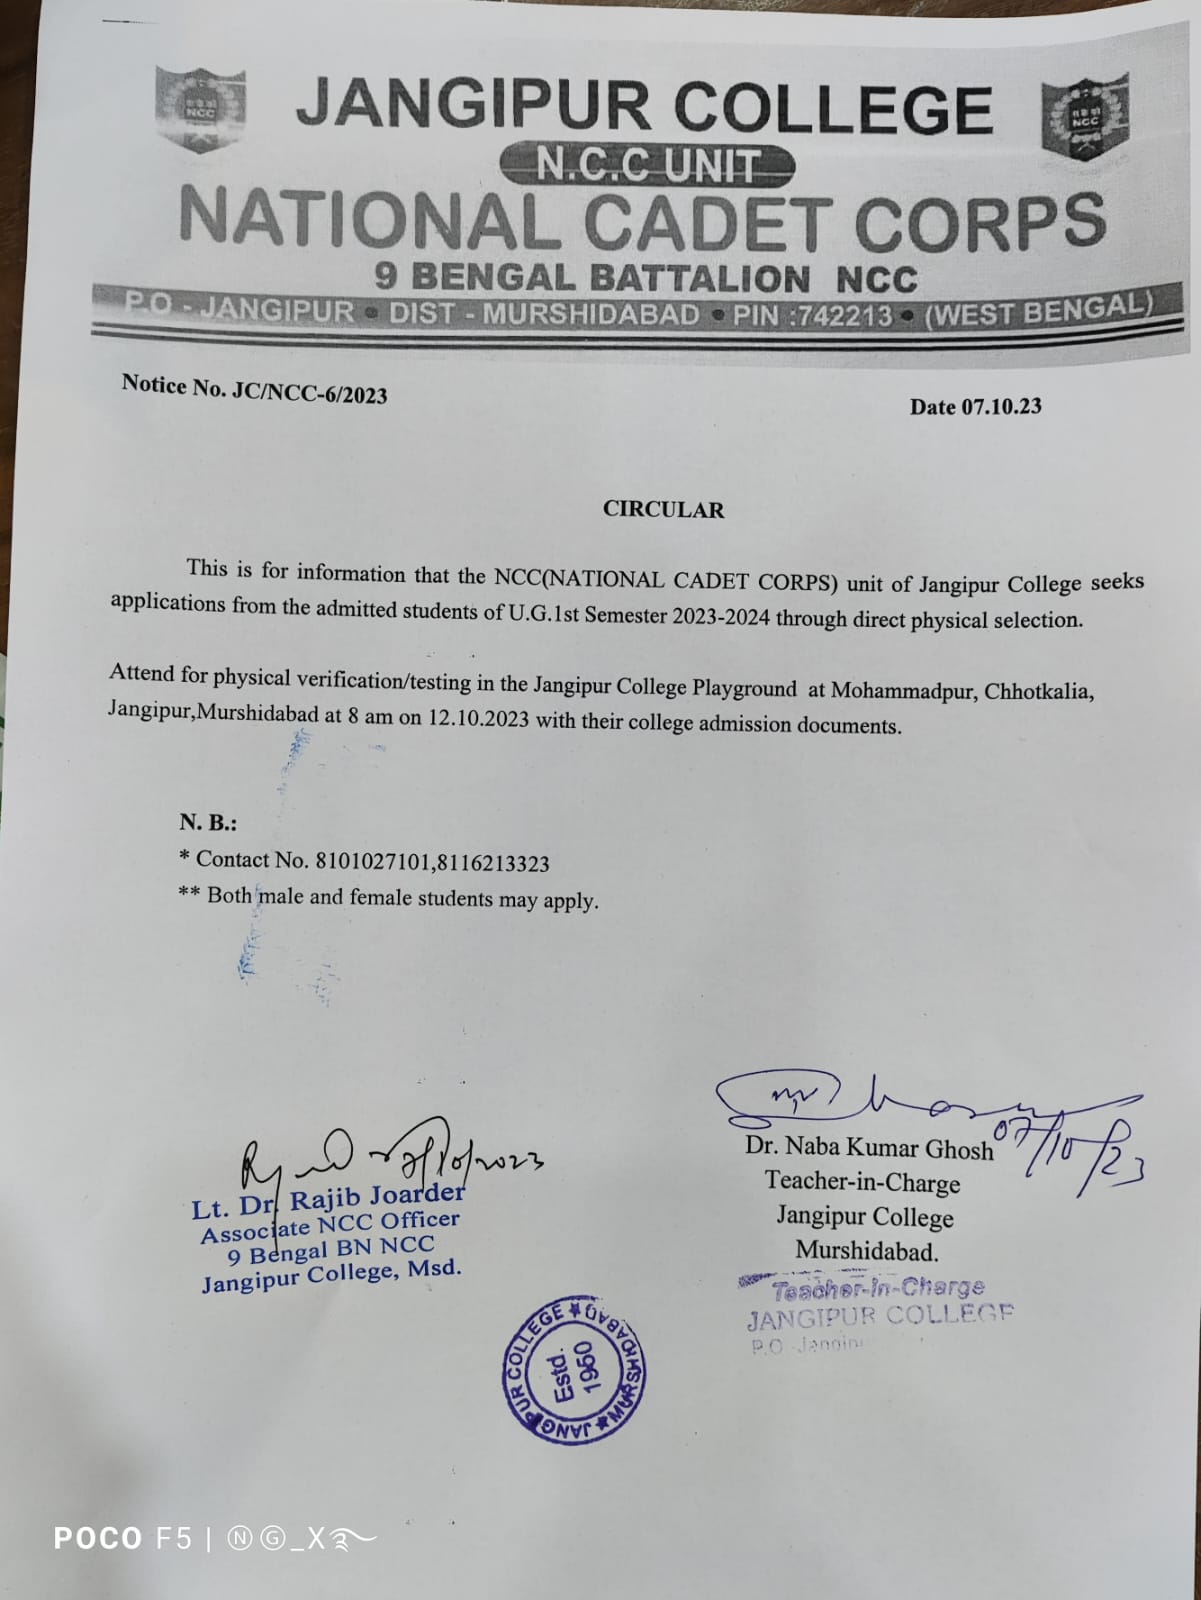 JANGIPUR COLLEGE
N.C.C UNIT
NATIONAL CADET CORPS
9 BENGAL BATTALION NCC
P.O - JANGIPUR • DIST - MURSHIDABAD • PIN :742213 • (WEST BENGAL)
NCC
NCC
Notice No. JC/NCC-6/2023
Date 07.10.23
CIRCULAR
This is for information that the NCC(NATIONAL CADET CORPS) unit of Jangipur College seeks
applications from the admitted students of U.G.1st Semester 2023-2024 through direct physical selection.
Attend for physical verification/testing in the Jangipur College Playground at Mohammadpur, Chhotkalia,
Jangipur,Murshidabad at 8 am on 12.10.2023 with their college admission documents.
N. B.:
* Contact No. 8101027101,8116213323
** Both male and female students may apply.
Lt. Dr. Rajib Joarder
Associate NCC Officer
9 Bengal BN NCC
Jangipur College, Msd.
07/10/23
Dr. Naba Kumar Ghosh
Teacher-in-Charge
Jangipur College
Murshidabad.
Teacher-In-Charge
JANGIPUR COLLEGE
P.O
JANGIPUR COLLEGE ★ MURSHIDABAD ★
Estd.
1950
POCO F5 | ⓃⒼ_X